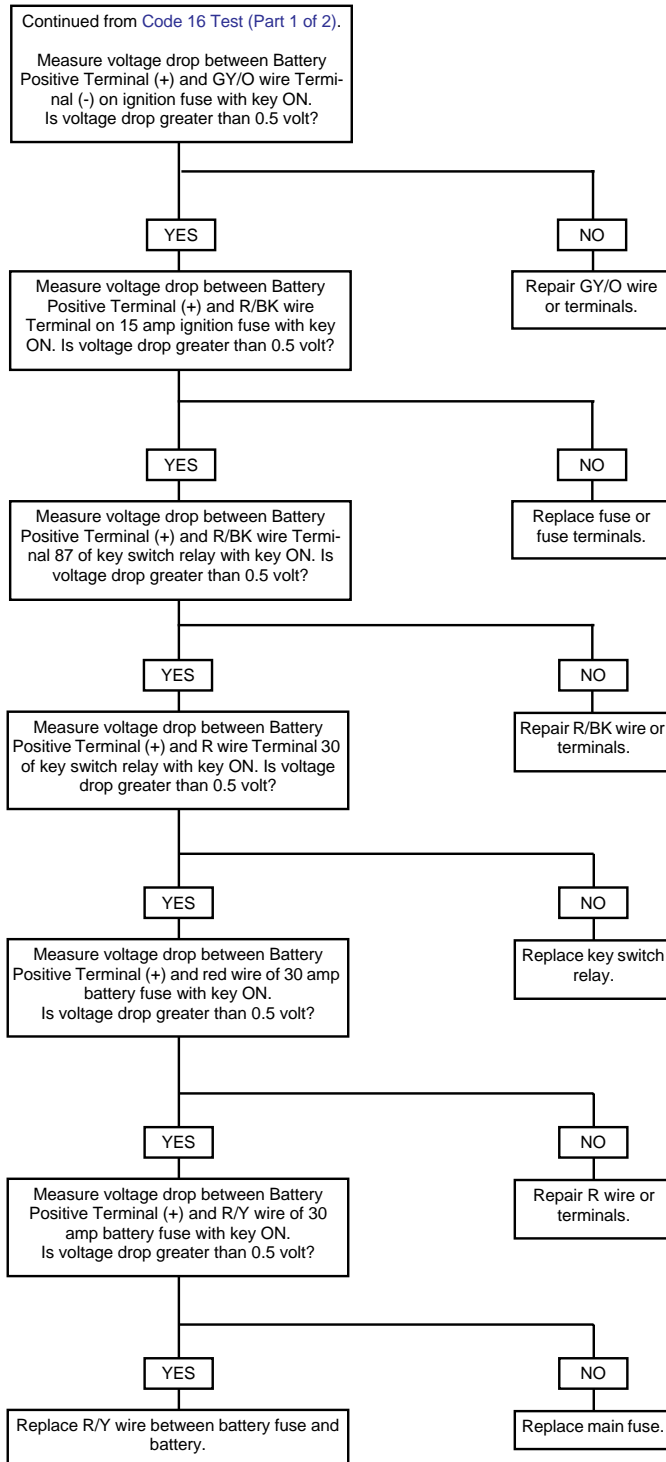 Continued from Code 16 Test (Part 1 of 2).
Measure voltage drop between Battery
Positive Terminal (+) and GY/O wire Termi-
nal (-) on ignition fuse with key ON.
Is voltage drop greater than 0.5 volt?
YES
NO
Measure voltage drop between Battery
Positive Terminal (+) and R/BK wire
Terminal on 15 amp ignition fuse with key
ON. Is voltage drop greater than 0.5 volt?
Repair GY/O wire
or terminals.
YES
NO
Measure voltage drop between Battery
Positive Terminal (+) and R/BK wire Termi-
nal 87 of key switch relay with key ON. Is
voltage drop greater than 0.5 volt?
Replace fuse or
fuse terminals.
YES
NO
Measure voltage drop between Battery
Positive Terminal (+) and R wire Terminal 30
of key switch relay with key ON. Is voltage
drop greater than 0.5 volt?
Repair R/BK wire or
terminals.
YES
NO
Measure voltage drop between Battery
Positive Terminal (+) and red wire of 30 amp
battery fuse with key ON.
Is voltage drop greater than 0.5 volt?
Replace key switch
relay.
YES
NO
Measure voltage drop between Battery
Positive Terminal (+) and R/Y wire of 30
amp battery fuse with key ON.
Is voltage drop greater than 0.5 volt?
Repair R wire or
terminals.
YES
NO
Replace R/Y wire between battery fuse and
battery.
Replace main fuse.